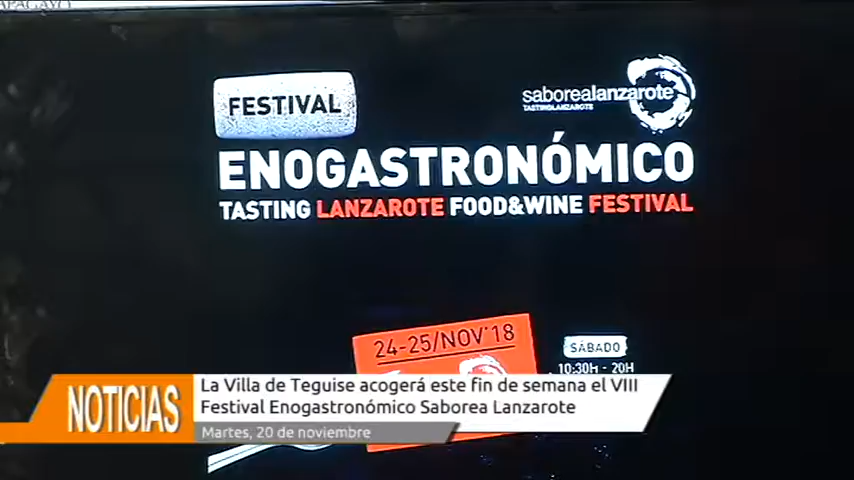 PAPAGAYO
FESTIVAL
saborealanzarote
TASTINGLANZAROTE
ENOGASTRONÓMICO
TASTING LANZAROTE FOOD&WINE FESTIVAL
24-25/NOV'18
SÁBADO
10:30H - 20H
NOTICIAS
La Villa de Teguise acogerá este fin de semana el VIII
Festival Enogastronómico Saborea Lanzarote
Martes, 20 de noviembre